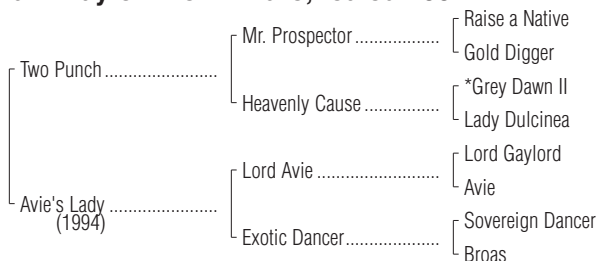 Raise a Native
Mr. Prospector
Gold Digger
Two Punch
*Grey Dawn II
Heavenly Cause
Lady Dulcinea
Lord Gaylord
Lord Avie
Avie
Avie's Lady
(1994)
Sovereign Dancer
Exotic Dancer
Broas